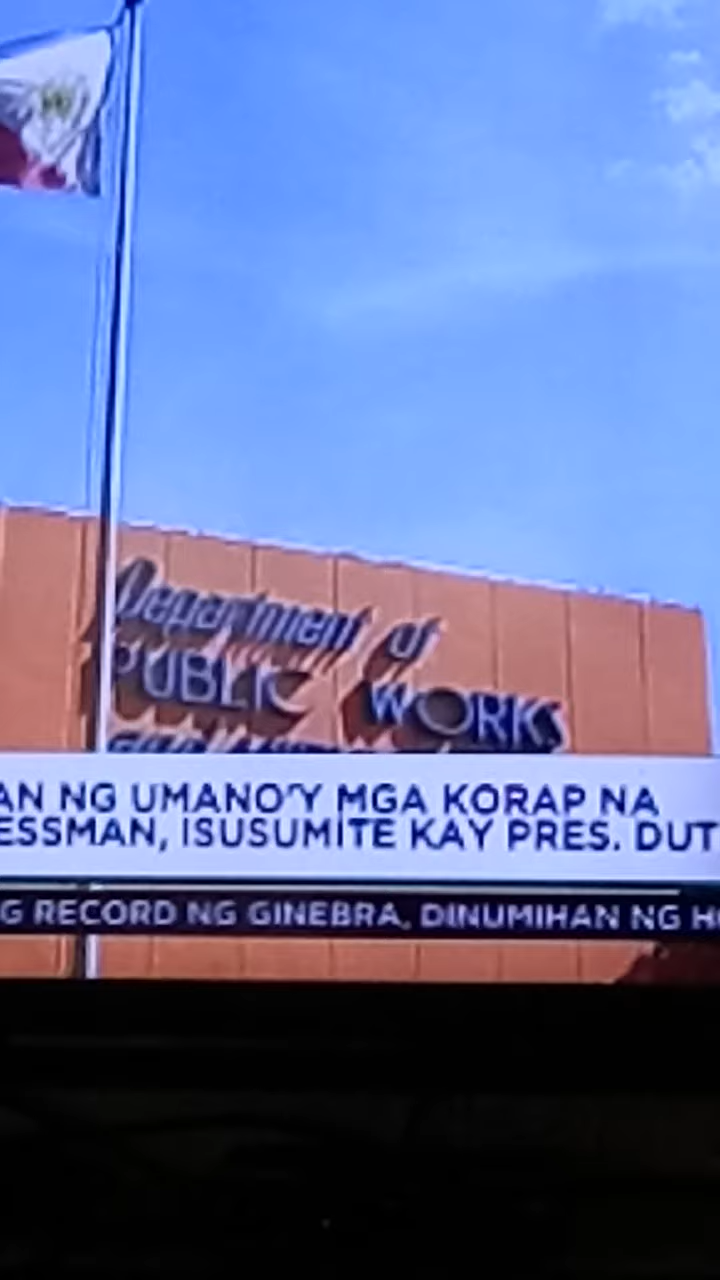 Department of
PUBLIC WORKS
AN NG UMANO'Y MGA KORAP NA
ESSMAN, ISUSUMITE KAY PRES. DUT
G RECORD NG GINEBRA, DINUMIHAN NG H